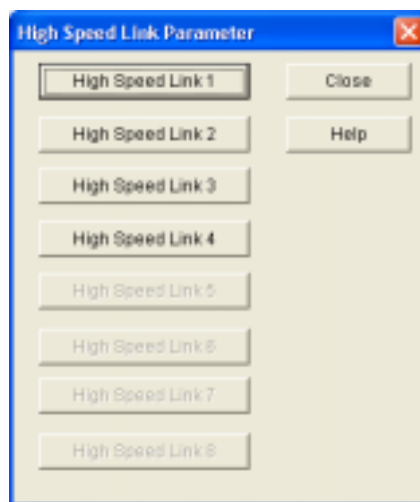 High Speed Link Parameter
High Speed Link 1
Close
High Speed Link 2
Help
High Speed Link 3
High Speed Link 4
High Speed Link 5
High Speed Link 6
High Speed Link 7
High Speed Link 8